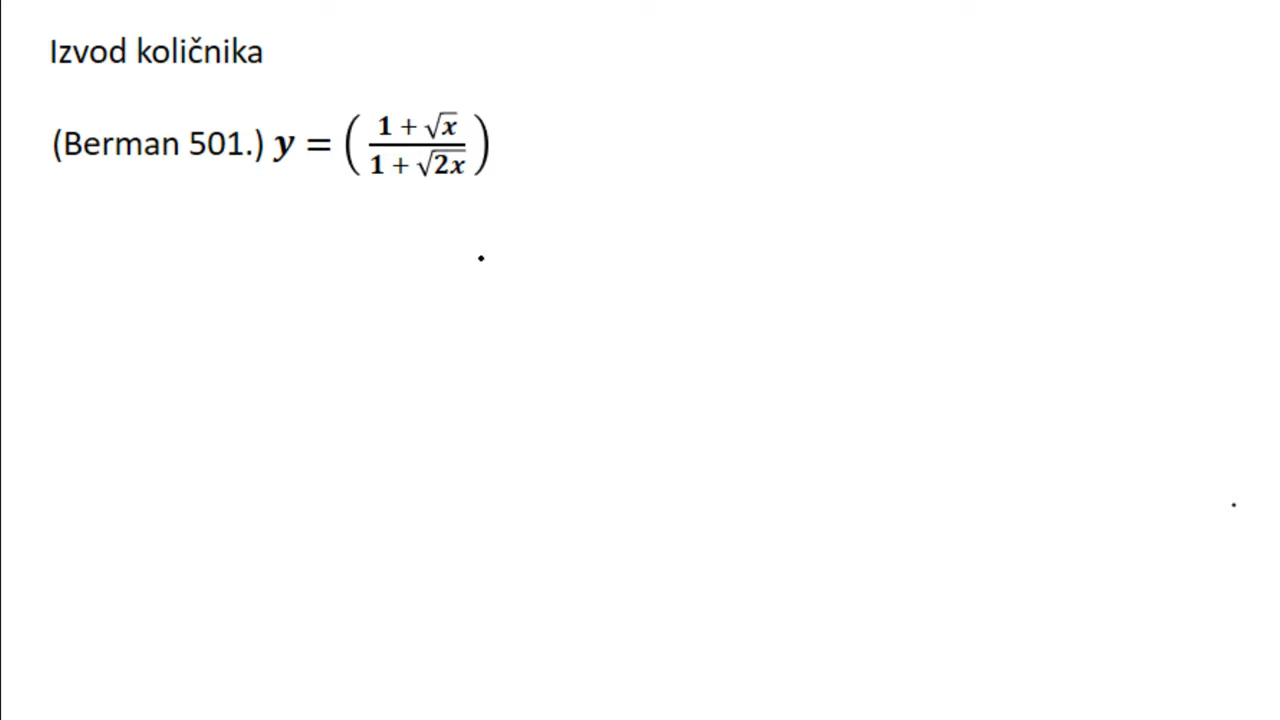 Izvod količnika
(Berman 501.) y = ( (1 + √x) / (1 + √2x) )